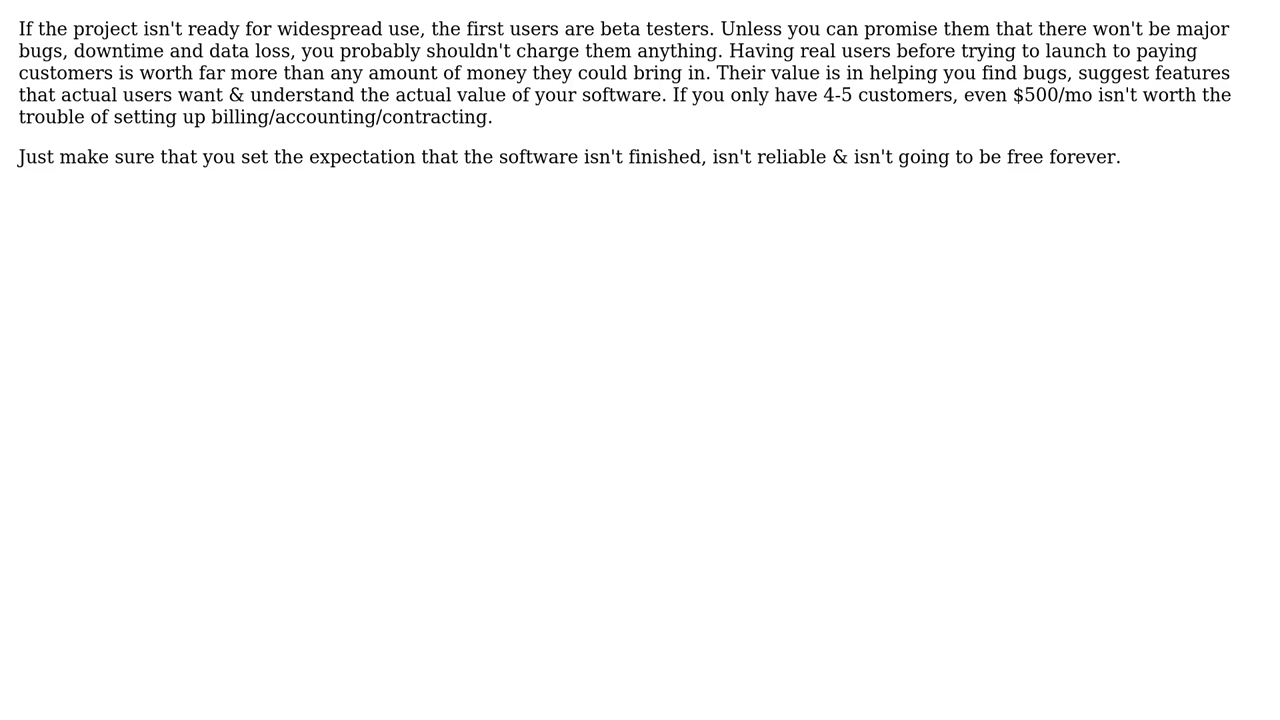 If the project isn't ready for widespread use, the first users are beta testers. Unless you can promise them that there won't be major
bugs, downtime and data loss, you probably shouldn't charge them anything. Having real users before trying to launch to paying
customers is worth far more than any amount of money they could bring in. Their value is in helping you find bugs, suggest features
that actual users want & understand the actual value of your software. If you only have 4-5 customers, even $500/mo isn't worth the
trouble of setting up billing/accounting/contracting.
Just make sure that you set the expectation that the software isn't finished, isn't reliable & isn't going to be free forever.